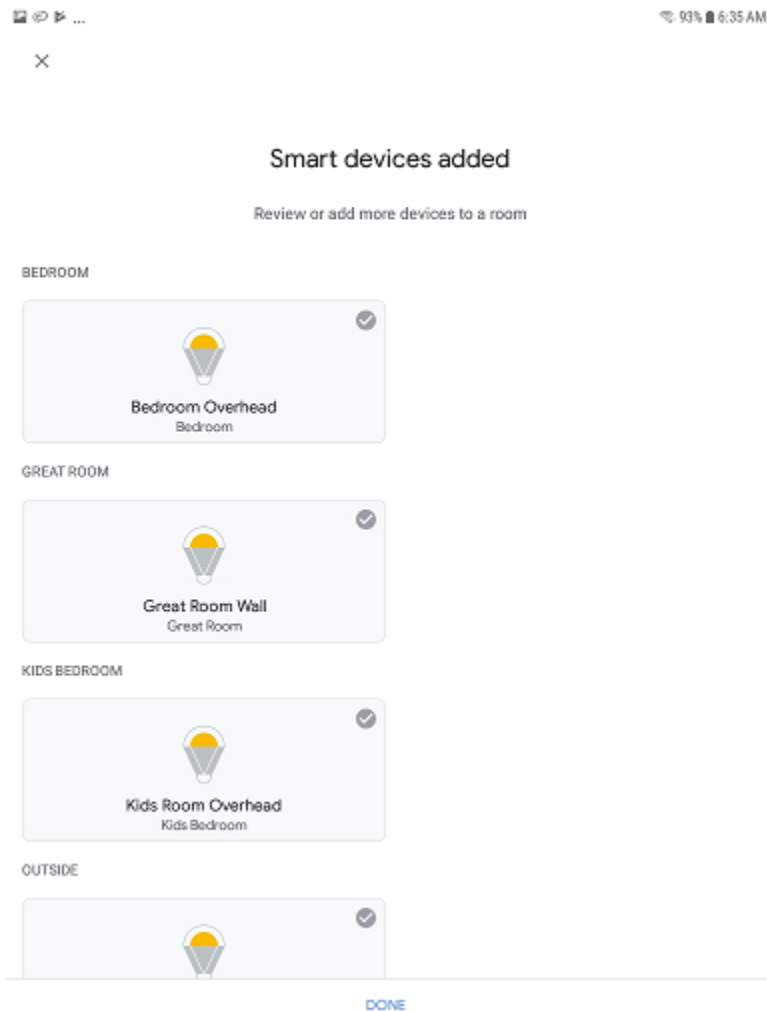 ... 93% 6:35 AM
Smart devices added
Review or add more devices to a room
BEDROOM
Bedroom Overhead
Bedroom
GREAT ROOM
Great Room Wall
Great Room
KIDS BEDROOM
Kids Room Overhead
Kids Bedroom
OUTSIDE
DONE